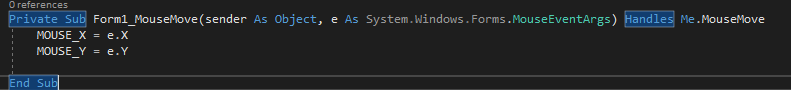 0 references
Private Sub Form1_MouseMove(sender As Object, e As System.Windows.Forms.MouseEventArgs) Handles Me.MouseMove
MOUSE_X = e.X
MOUSE_Y = e.Y
End Sub